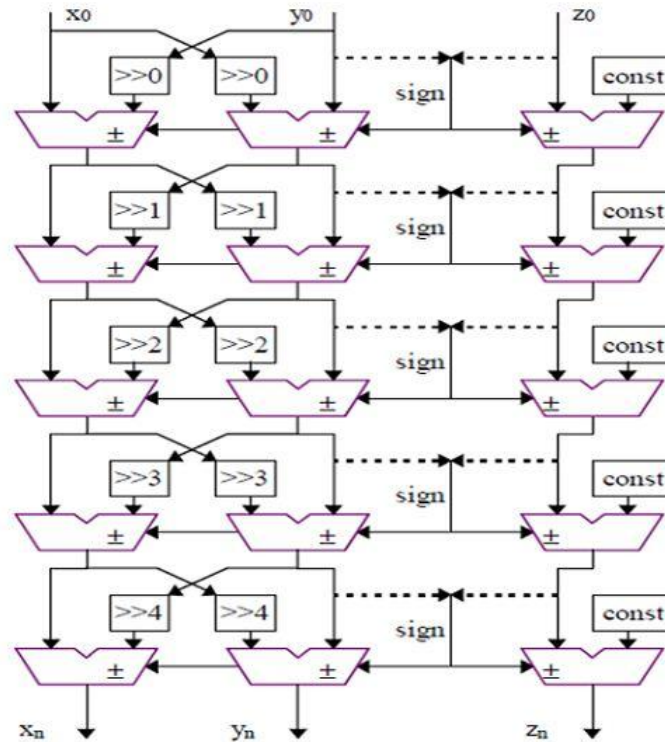 x0 y0 z0
>>0 >>0 sign const
± ± ±
>>1 >>1 sign const
± ± ±
>>2 >>2 sign const
± ± ±
>>3 >>3 sign const
± ± ±
>>4 >>4 sign const
± ± ±
xn yn zn